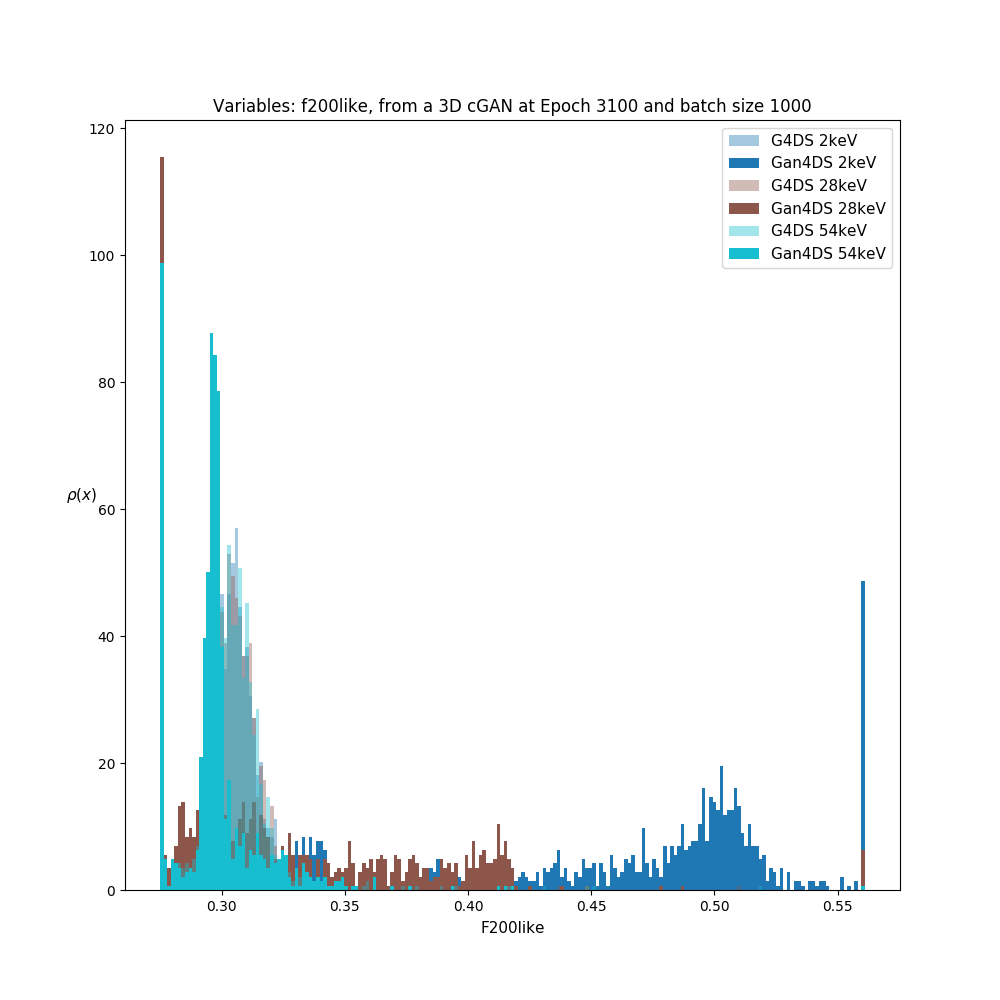 Variables: f200like, from a 3D cGAN at Epoch 3100 and batch size 1000
120
100
80
60
40
20
0
ρ(x)
G4DS 2keV
Gan4DS 2keV
G4DS 28keV
Gan4DS 28keV
G4DS 54keV
Gan4DS 54keV
0.30 0.35 0.40 0.45 0.50 0.55
F200like